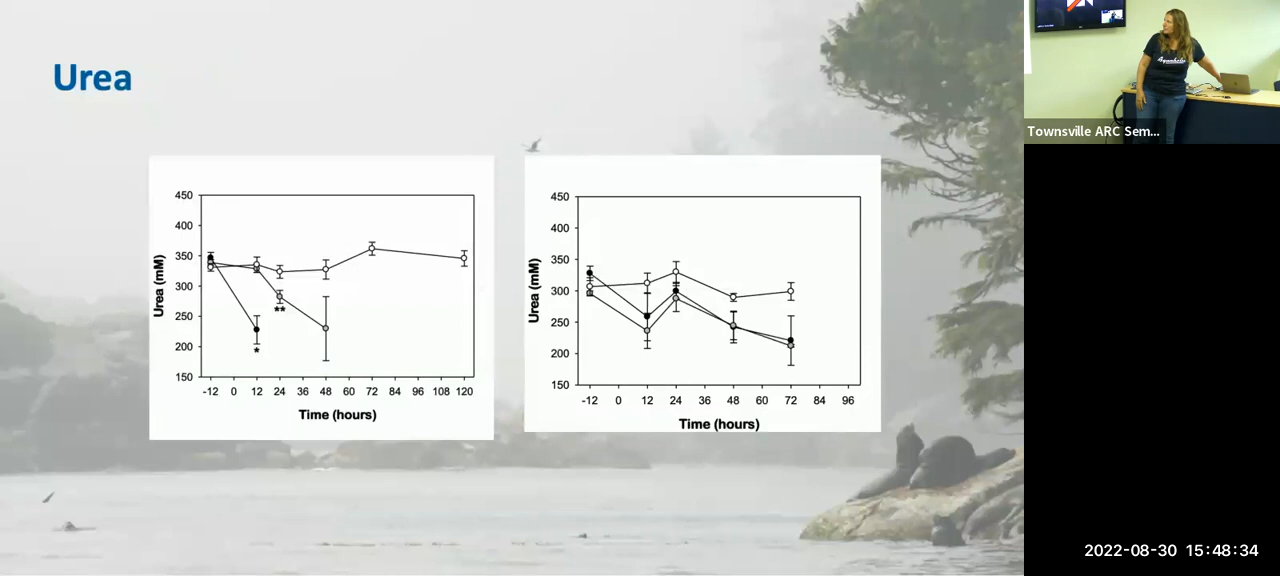 Urea
450
400
350
300
250
200
150
Urea (mM)
**
*
-12 0 12 24 36 48 60 72 84 96 108 120
Time (hours)
450
400
350
300
250
200
150
Urea (mM)
-12 0 12 24 36 48 60 72 84 96
Time (hours)
Townsville ARC Sem...
2022-08-30 15:48:34